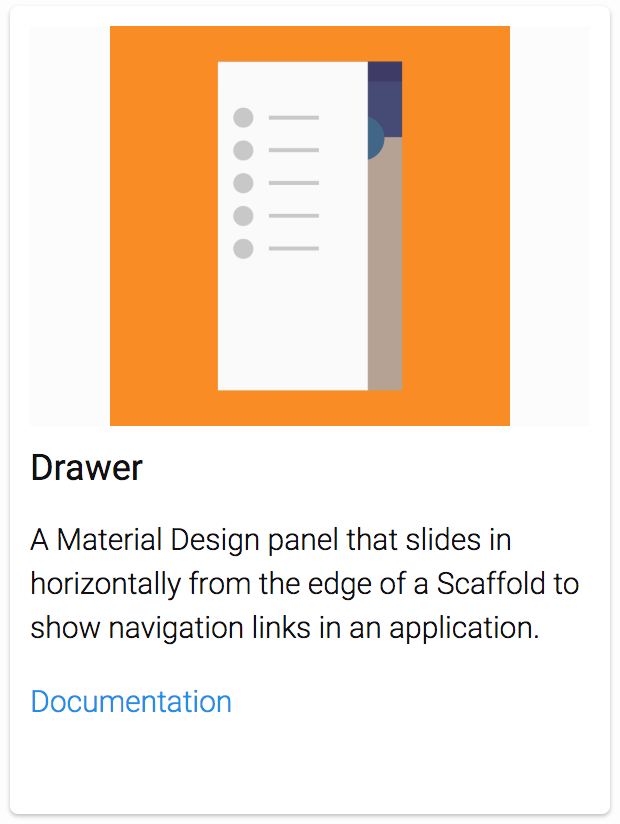 Drawer
A Material Design panel that slides in
horizontally from the edge of a Scaffold to
show navigation links in an application.
Documentation